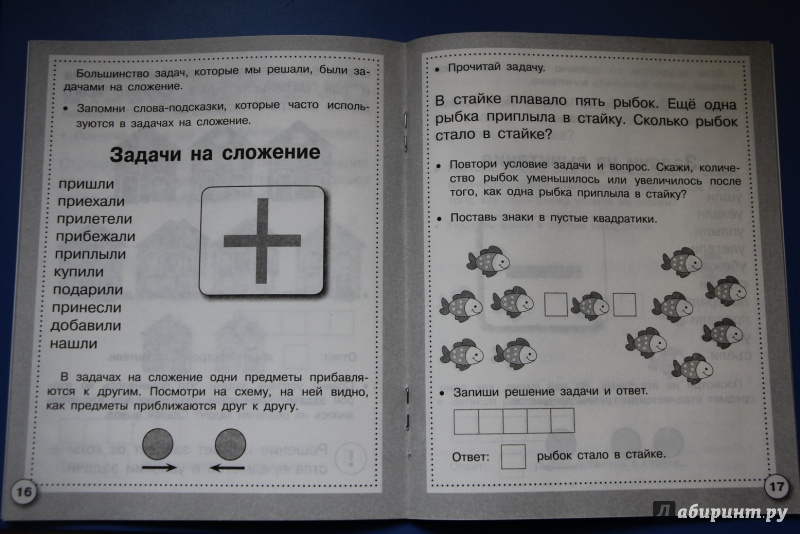 Большинство задач, которые мы решали, были за-
дачами на сложение.
• Запомни слова-подсказки, которые часто исполь-
зуются в задачах на сложение.
Задачи на сложение
пришли
приехали
прилетели
прибежали
приплыли
купили
подарили
принесли
добавили
нашли
В задачах на сложение одни предметы прибавля-
ются к другим. Посмотри на схему, на ней видно,
как предметы приближаются друг к другу.
16
• Прочитай задачу.
В стайке плавало пять рыбок. Ещё одна
рыбка приплыла в стайку. Сколько рыбок
стало в стайке?
• Повтори условие задачи и вопрос. Скажи, количе-
ство рыбок уменьшилось или увеличилось после
того, как одна рыбка приплыла в стайку?
• Поставь знаки в пустые квадратики.
• Запиши решение задачи и ответ.
Ответ: рыбок стало в стайке.
17
Лабиринт.ру